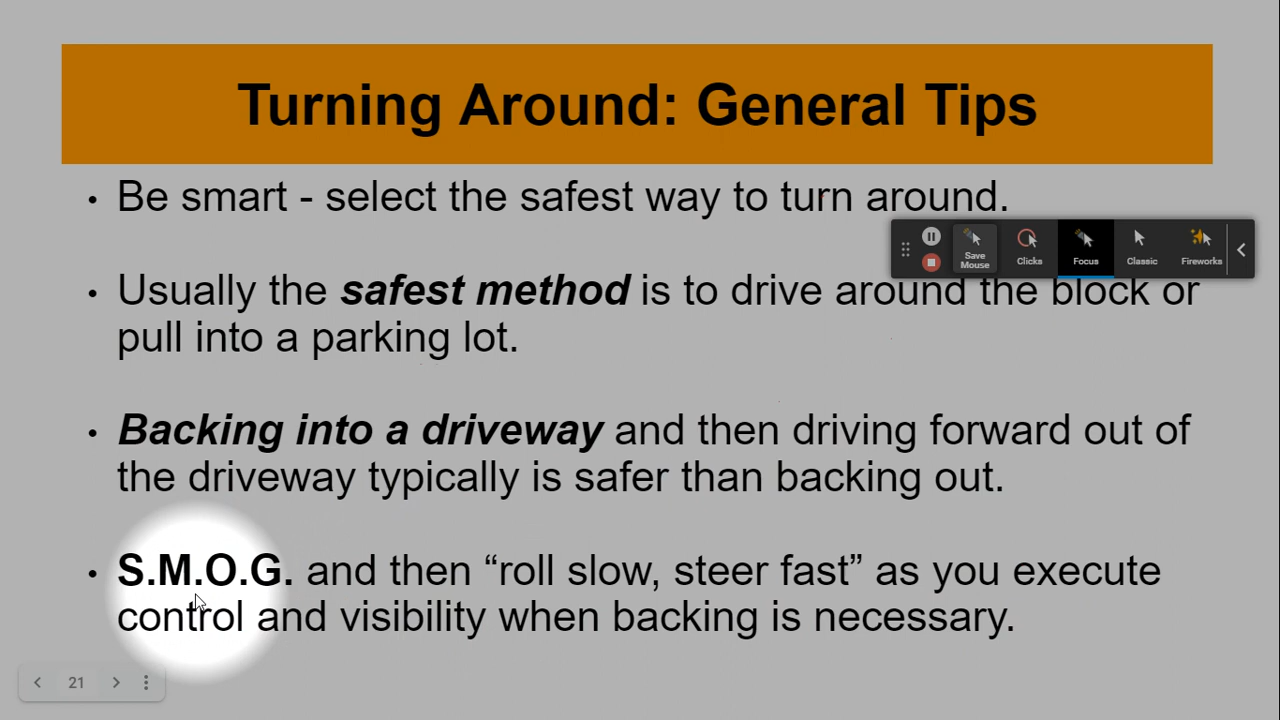 Turning Around: General Tips
• Be smart - select the safest way to turn around.
Save Mouse
Clicks
Focus
Classic
Fireworks
• Usually the safest method is to drive around the block or
pull into a parking lot.
• Backing into a driveway and then driving forward out of
the driveway typically is safer than backing out.
• S.M.O.G. and then “roll slow, steer fast” as you execute
control and visibility when backing is necessary.
21